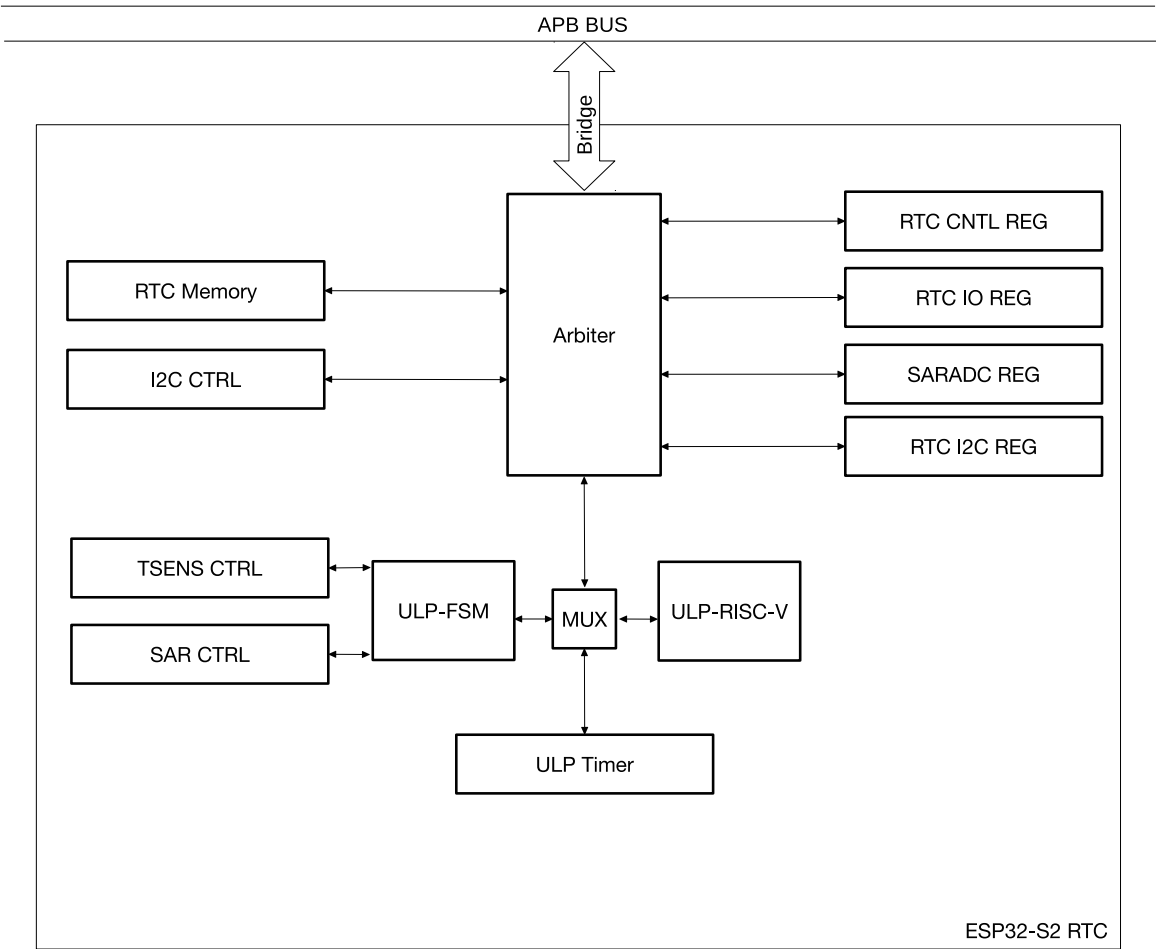 APB BUS
Bridge
RTC CNTL REG
RTC Memory
RTC IO REG
Arbiter
I2C CTRL
SARADC REG
RTC I2C REG
TSENS CTRL
ULP-FSM
MUX
ULP-RISC-V
SAR CTRL
ULP Timer
ESP32-S2 RTC